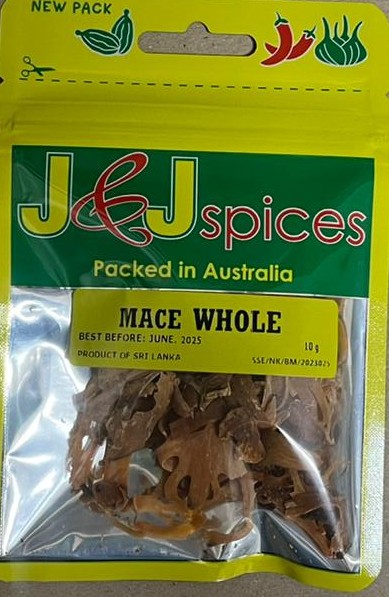 NEW PACK
J&J spices
Packed in Australia
MACE WHOLE
BEST BEFORE: JUNE. 2025
10 g
PRODUCT OF SRI LANKA
SSE/NK/BM/2023025